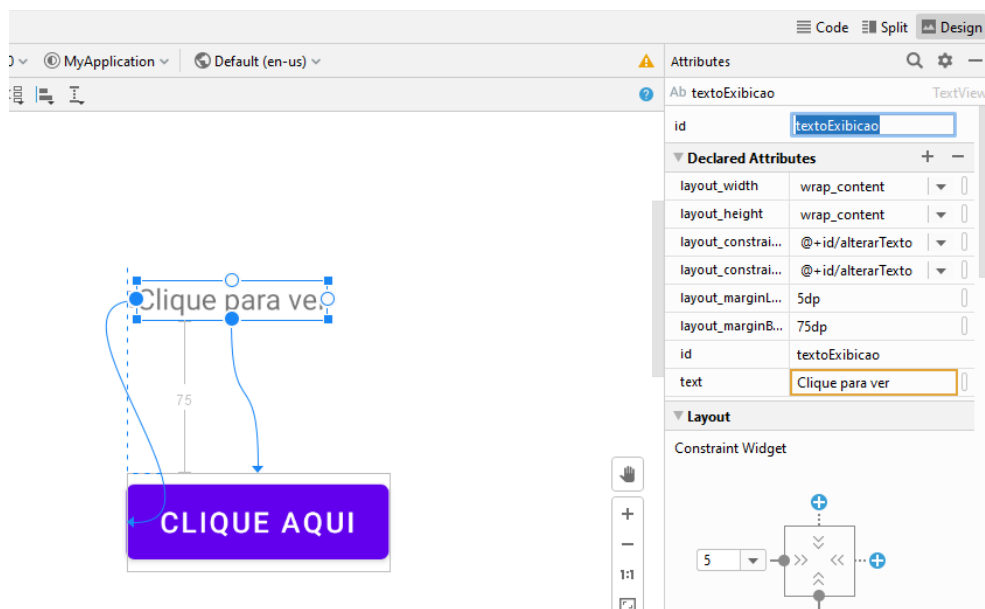 Code Split Design
MyApplication Default (en-us) Attributes
Ab textoExibicao TextView
id textoExibicao
Declared Attributes
layout_width wrap_content
layout_height wrap_content
layout_constrai... @+id/alterarTexto
layout_constrai... @+id/alterarTexto
layout_marginL... 5dp
layout_marginB... 75dp
id textoExibicao
text Clique para ver
Layout
Constraint Widget
5
Clique para ver
75
CLIQUE AQUI
1:1